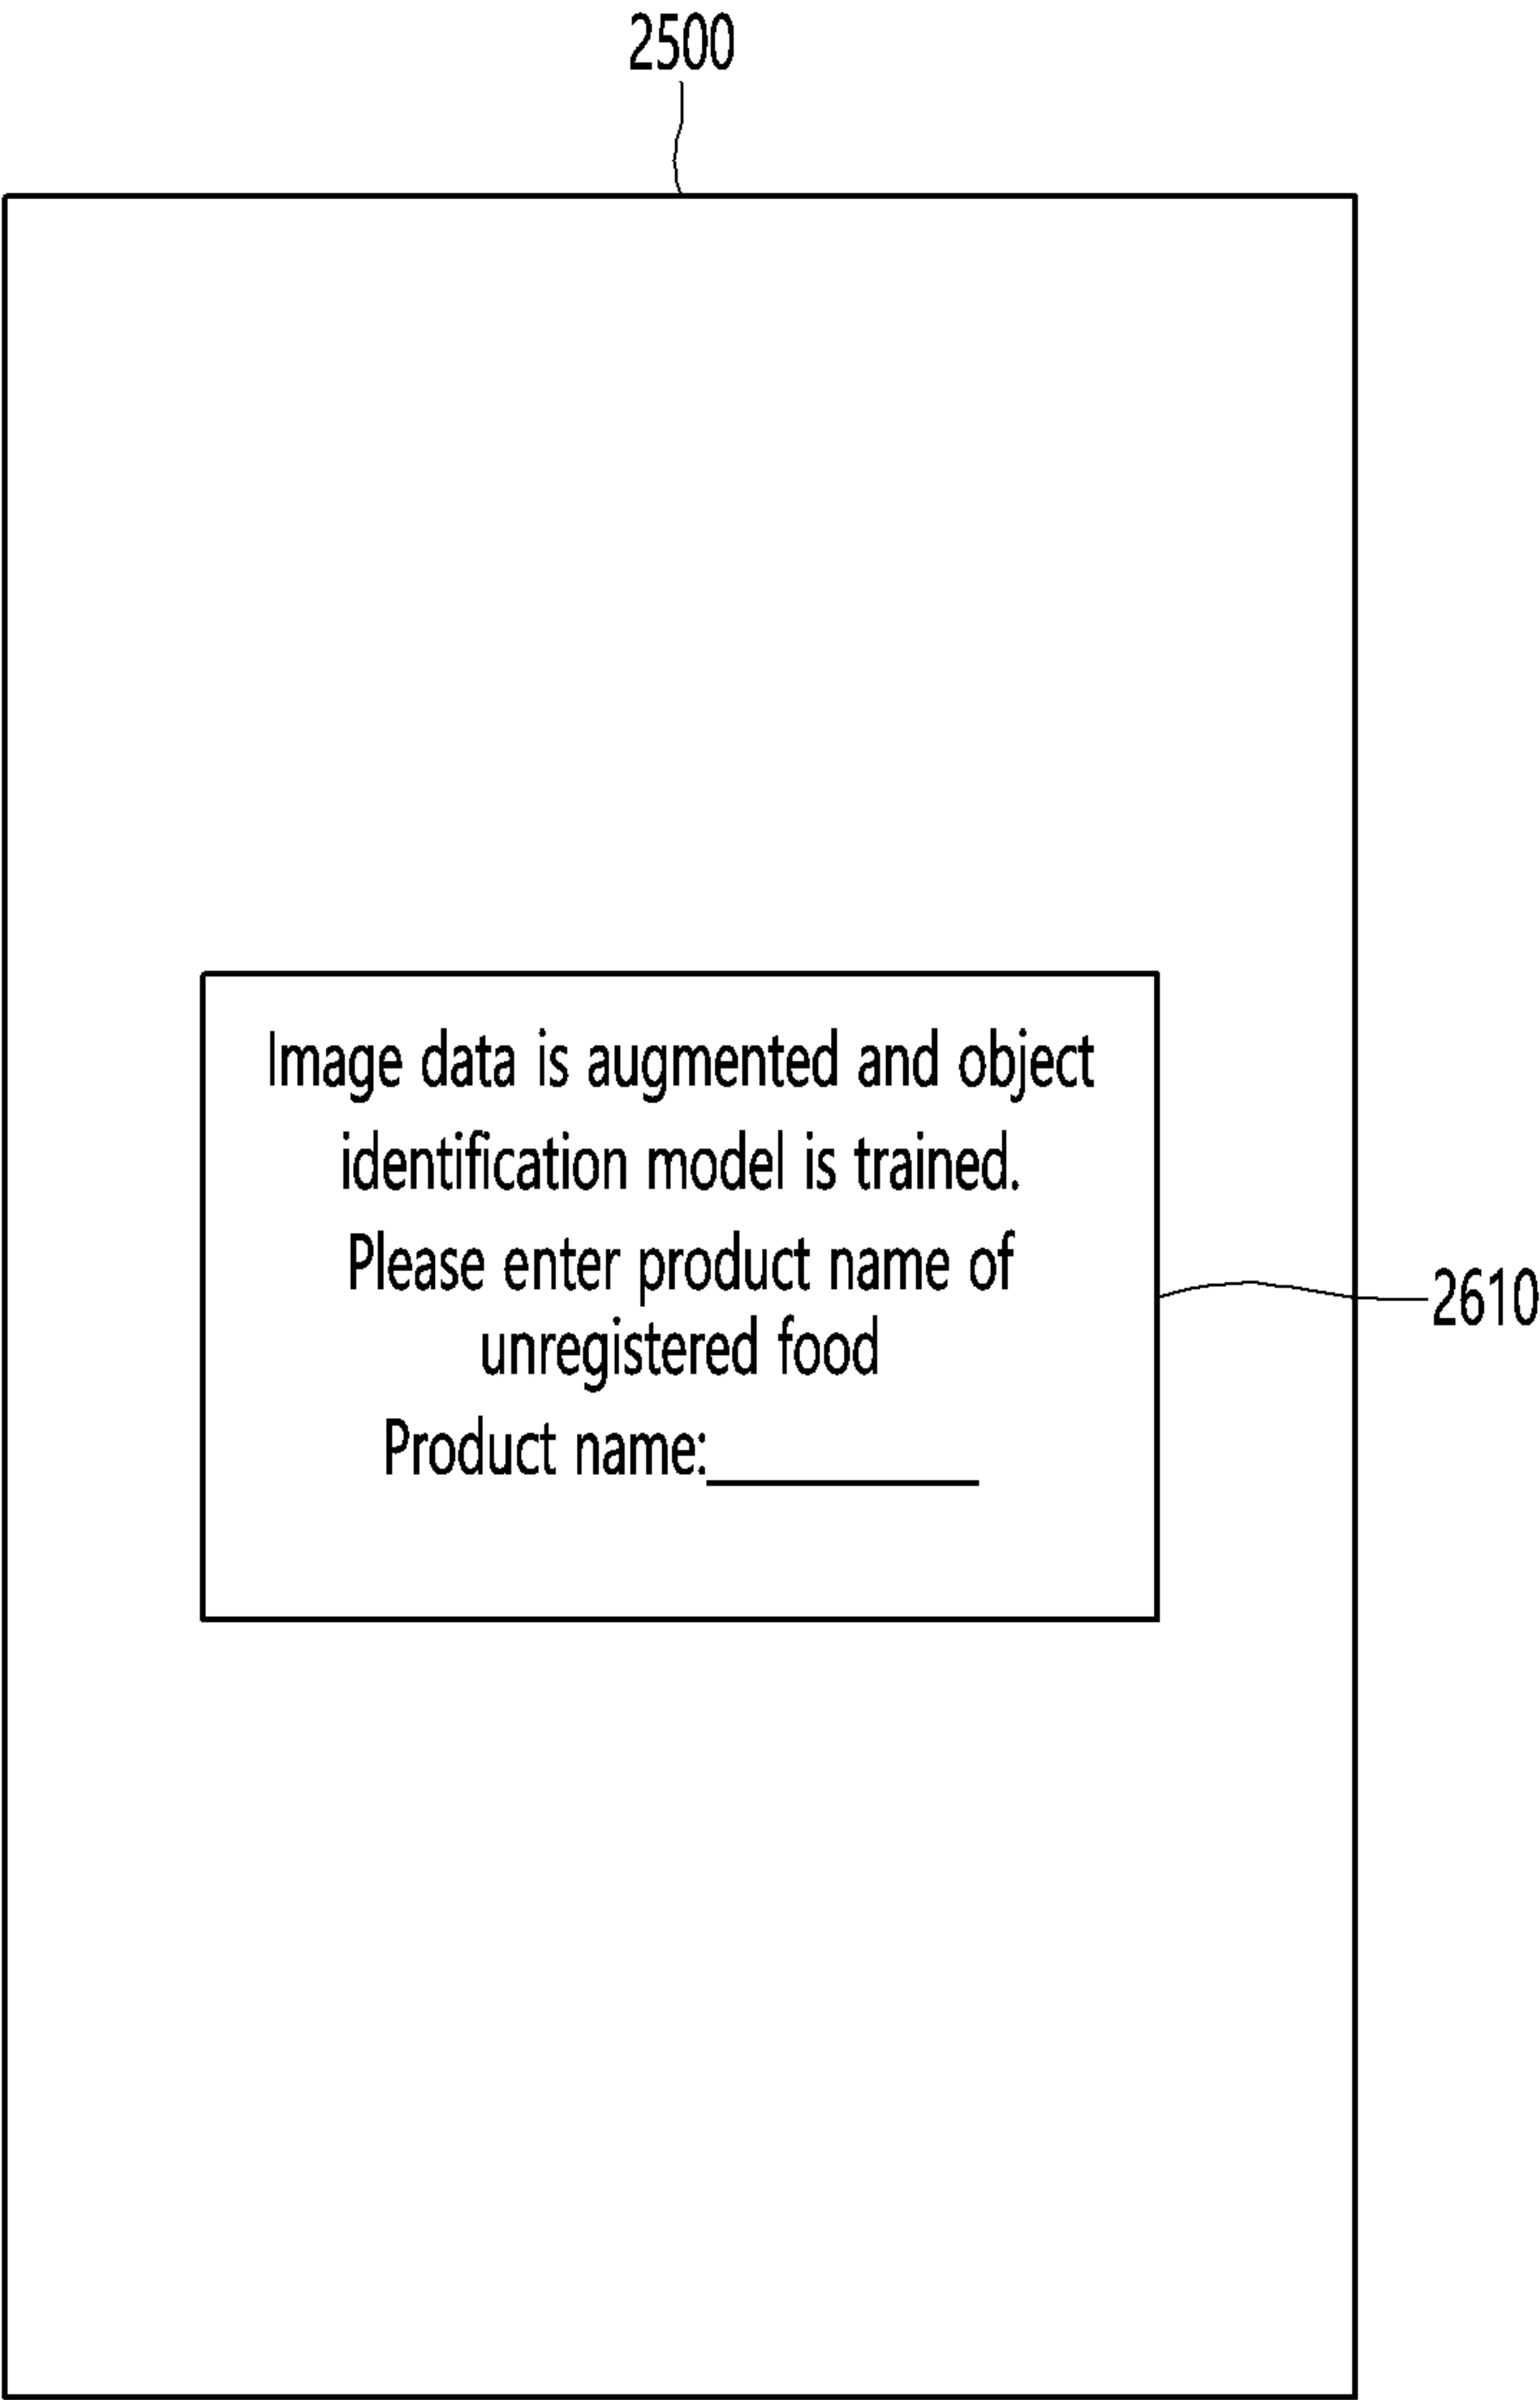 2500
Image data is augmented and object
identification model is trained.
Please enter product name of
unregistered food
Product name:
2610